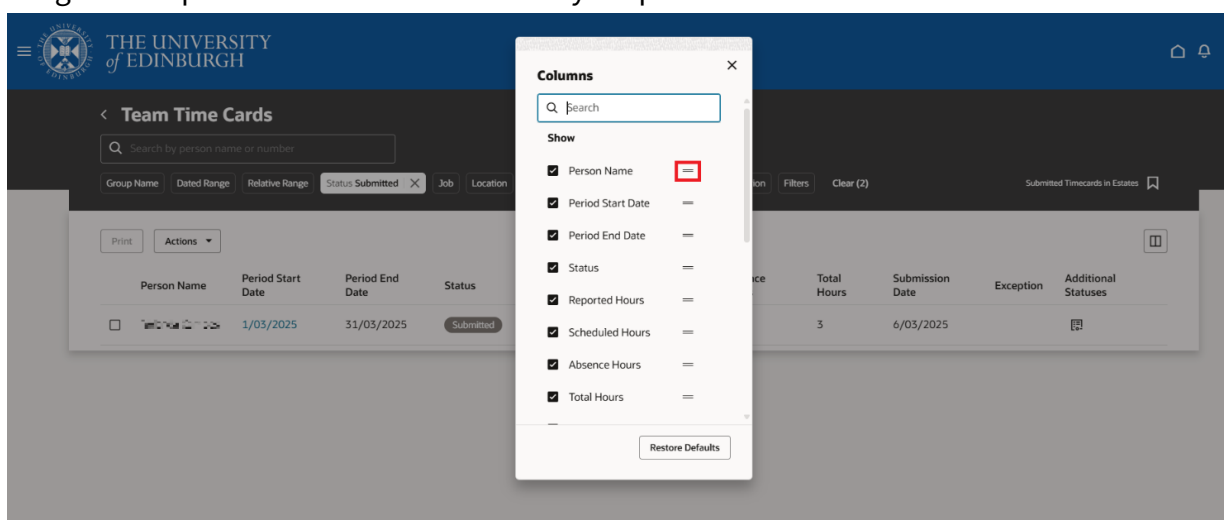 THE UNIVERSITY
of EDINBURGH
Team Time Cards
Search by person name or number
Group Name Dated Range Relative Range Status Submitted Job Location Filters Clear (2) Submitted Timecards in Estates
Print Actions
Person Name Period Start Date Period End Date Status Total Hours Submission Date Exception Additional Statuses
1/03/2025 31/03/2025 Submitted 3 6/03/2025
Columns
Search
Show
Person Name
Period Start Date
Period End Date
Status
Reported Hours
Scheduled Hours
Absence Hours
Total Hours
Restore Defaults